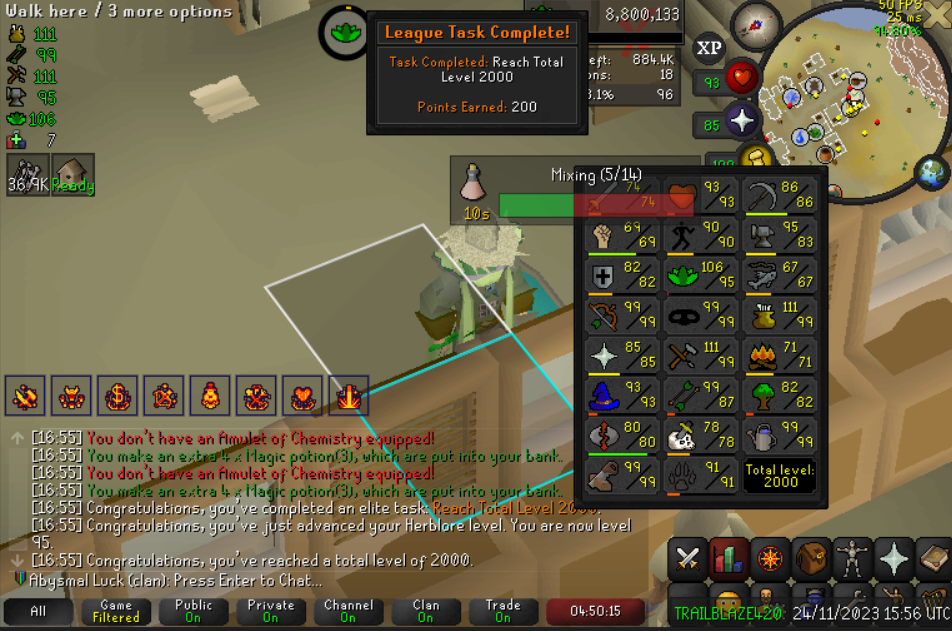 Walk here / 3 more options
111
99
111
95
106
7
36.9K Ready
League Task Complete!
Task Completed: Reach Total
Level 2000
Points Earned: 200
8,800,133
884.4K
18
96
XP
50 FPS
25 ms
93
85
Mixing (5/14)
10s
74 74 93 93 86 86
69 69 90 90 95 83
82 82 106 95 67 67
99 99 99 99 111 99
85 85 111 99 71 71
93 93 99 87 82 82
80 80 78 78 99 99
99 99 91 91 Total level:
2000
[16:55] You don't have an Amulet of Chemistry equipped!
[16:55] You make an extra 4 x Magic potion(3), which are put into your bank.
[16:55] You don't have an Amulet of Chemistry equipped!
[16:55] You make an extra 4 x Magic potion(3), which are put into your bank.
[16:55] Congratulations, you've completed an elite task: Reach Total Level 2000.
[16:55] Congratulations, you've just advanced your Herblore level. You are now level
95.
[16:55] Congratulations, you've reached a total level of 2000.
Abysmal Luck (clan): Press Enter to Chat...
All Game Public Private Channel Clan Trade 04:50:15
Filtered On On On On On
TRAILBLAZE420 24/11/2023 15:56 UTC